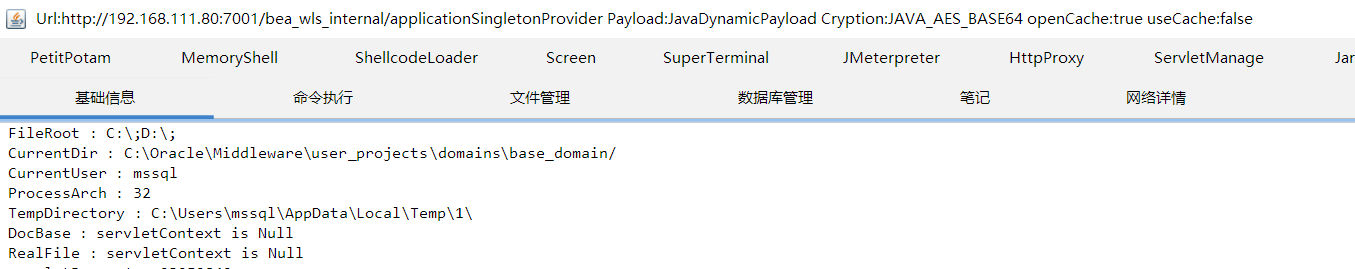 Url:http://192.168.111.80:7001/bea_wls_internal/applicationSingletonProvider Payload:JavaDynamicPayload Cryption:JAVA_AES_BASE64 openCache:true useCache:false
PetitPotam MemoryShell ShellcodeLoader Screen SuperTerminal JMeterpreter HttpProxy ServletManage Jar
基础信息 命令执行 文件管理 数据库管理 笔记 网络详情
FileRoot : C:\;D:\;
CurrentDir : C:\Oracle\Middleware\user_projects\domains\base_domain/
CurrentUser : mssql
ProcessArch : 32
TempDirectory : C:\Users\mssql\AppData\Local\Temp\1\
DocBase : servletContext is Null
RealFile : servletContext is Null